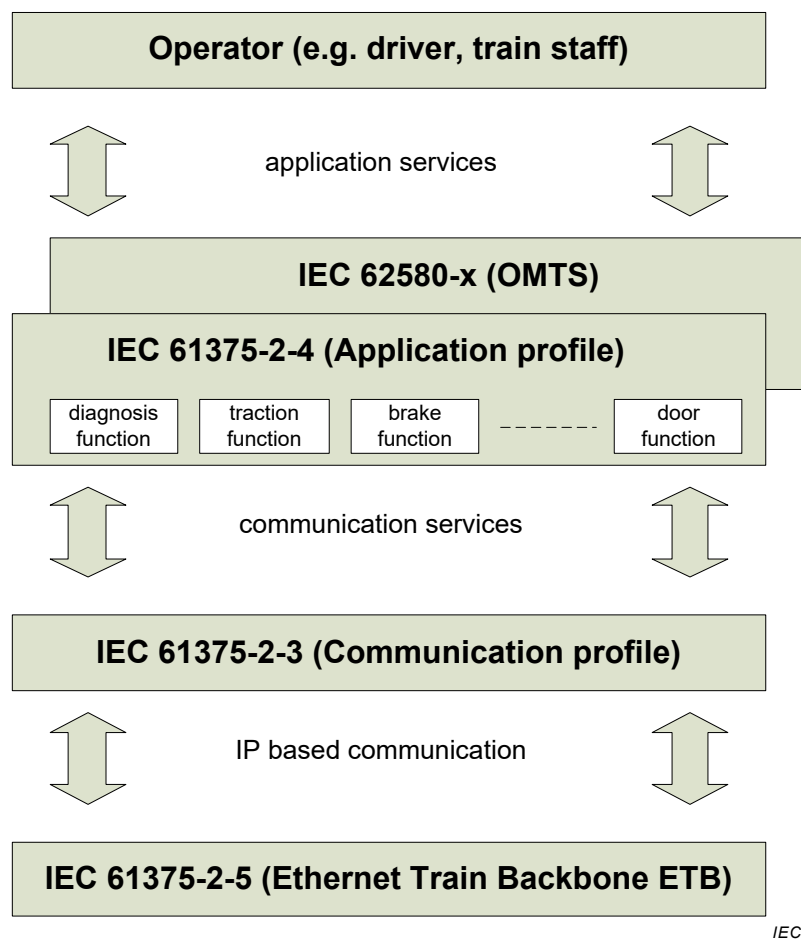 Operator (e.g. driver, train staff)
application services
IEC 62580-x (OMTS)
IEC 61375-2-4 (Application profile)
diagnosis
function
traction
function
brake
function
door
function
communication services
IEC 61375-2-3 (Communication profile)
IP based communication
IEC 61375-2-5 (Ethernet Train Backbone ETB)
IEC